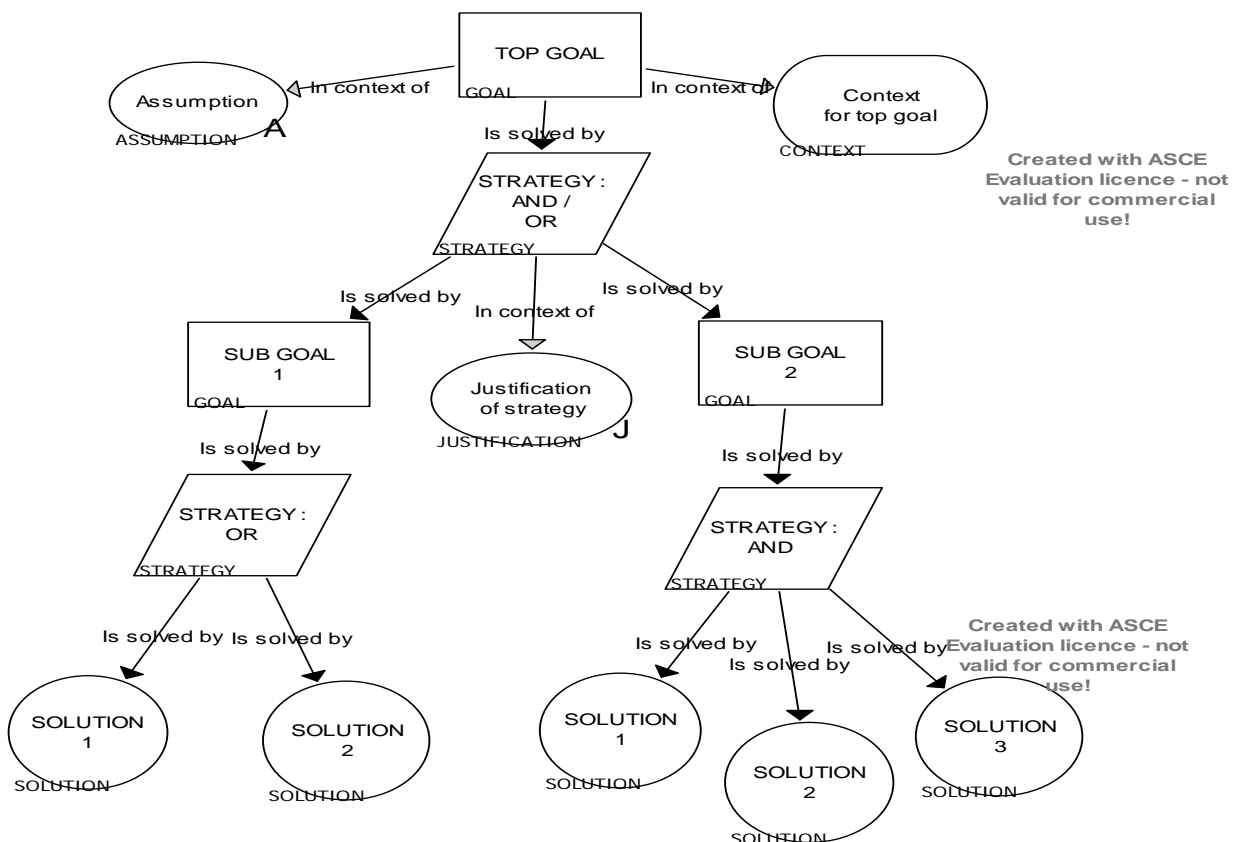 TOP GOAL
GOAL
Assumption
ASSUMPTION
A
In context of
In context of
Context
for top goal
CONTEXT
Is solved by
Created with ASCE
Evaluation licence - not
valid for commercial
use!
STRATEGY :
AND /
OR
STRATEGY
Is solved by
In context of
Is solved by
SUB GOAL
1
GOAL
Justification
of strategy
JUSTIFICATION
J
SUB GOAL
2
GOAL
Is solved by
Is solved by
STRATEGY :
OR
STRATEGY
STRATEGY :
AND
STRATEGY
Is solved by
Is solved by
Is solved by
Is solved by
Is solved by
Created with ASCE
Evaluation licence - not
valid for commercial
use!
SOLUTION
1
SOLUTION
SOLUTION
2
SOLUTION
SOLUTION
1
SOLUTION
SOLUTION
2
SOLUTION
SOLUTION
3
SOLUTION